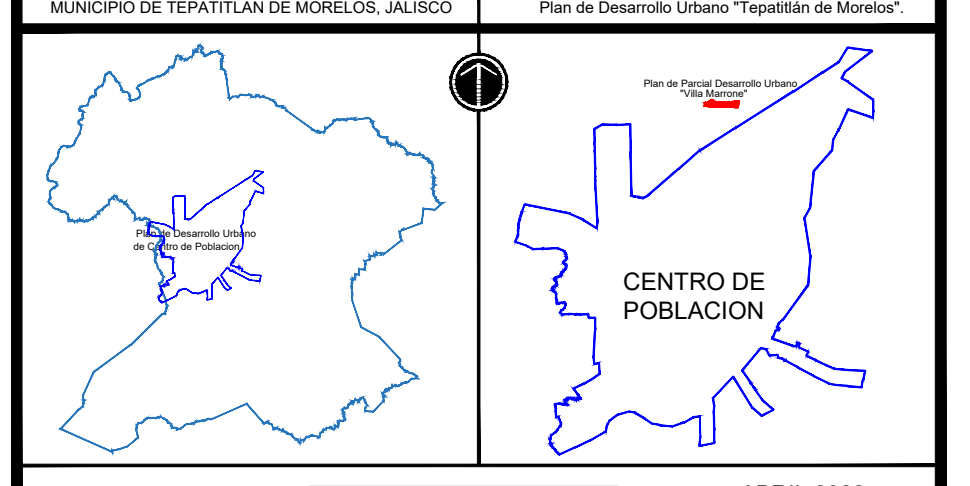 MUNICIPIO DE TEPATITLAN DE MORELOS, JALISCO
Plan de Desarrollo Urbano "Tepatitlán de Morelos".
Plan de Desarrollo Urbano
de Centro de Poblacion
Plan de Parcial Desarrollo Urbano
"Villa Marrone"
CENTRO DE
POBLACION